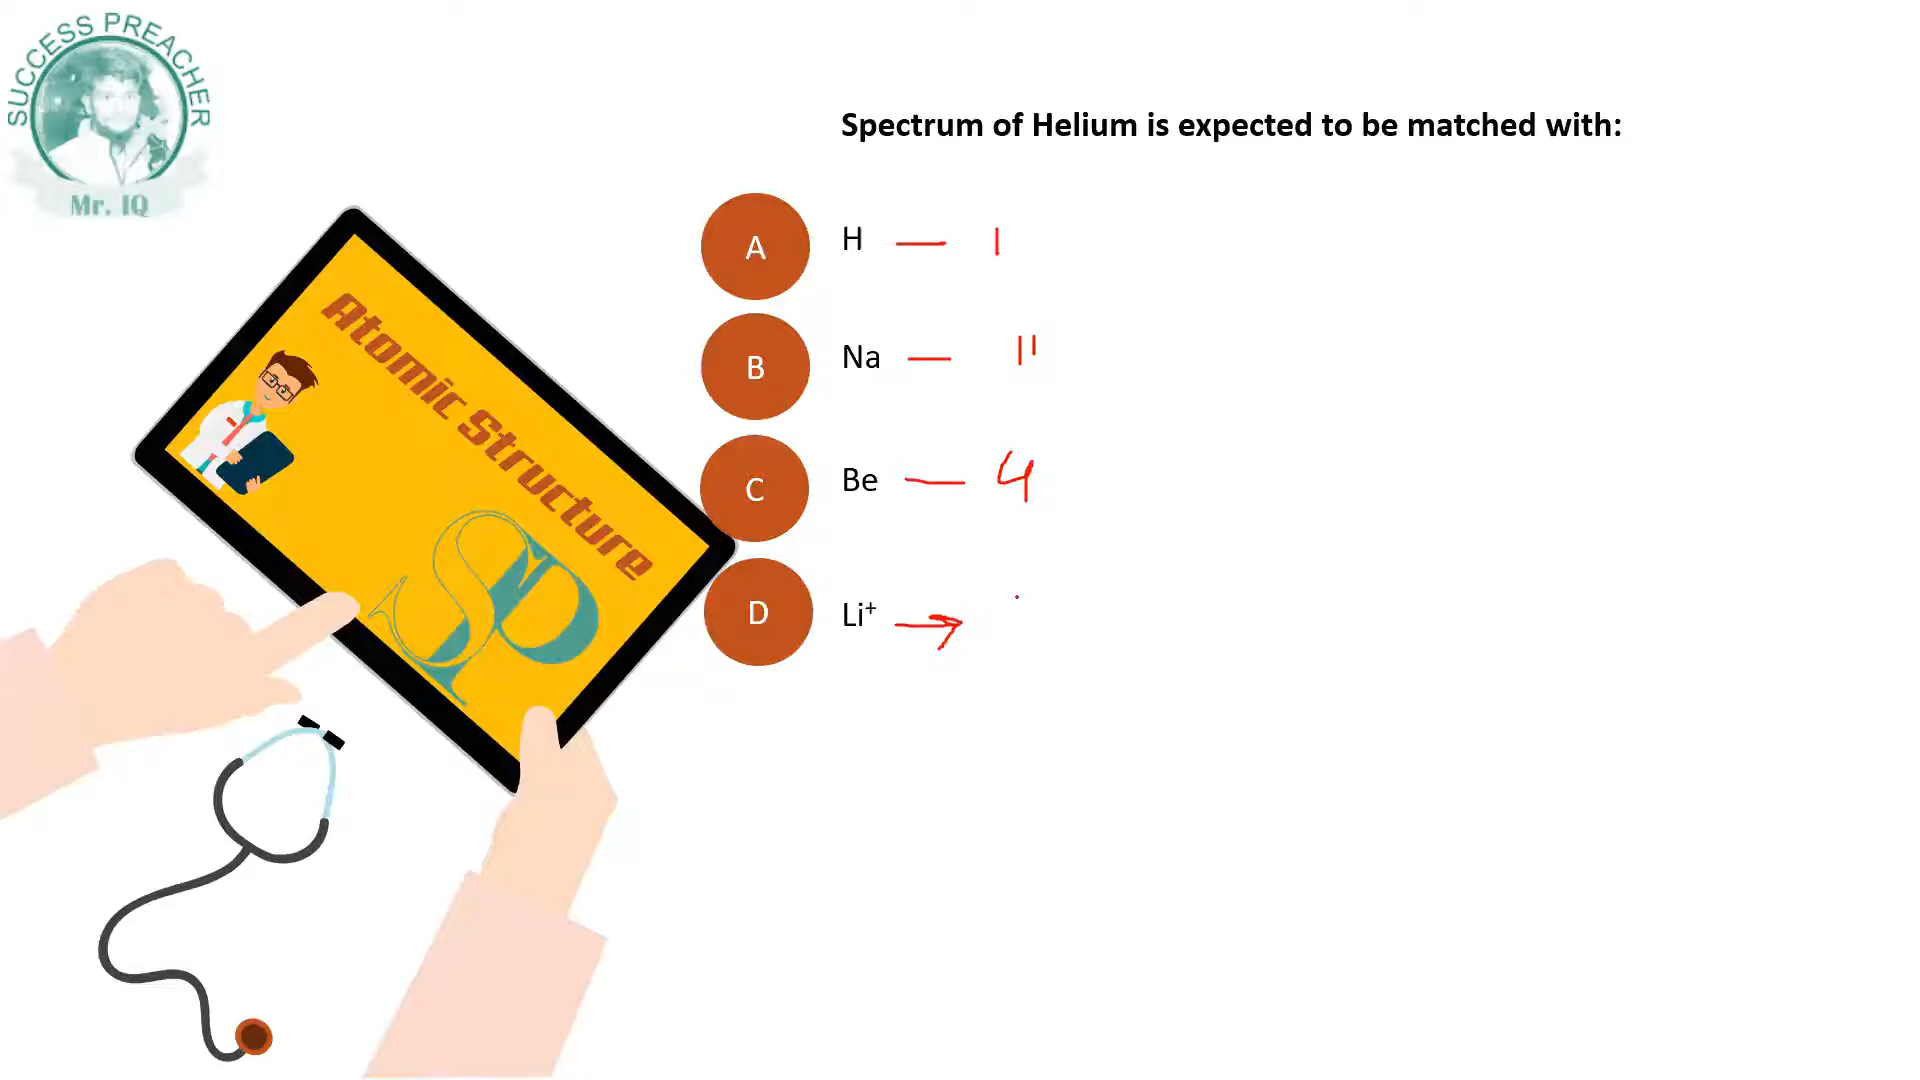 SUCCESS PREACHER
Mr. IQ
Spectrum of Helium is expected to be matched with:
A H — 1
B Na — 11
C Be — 4
D Li⁺ →
Atomic Structure
SP